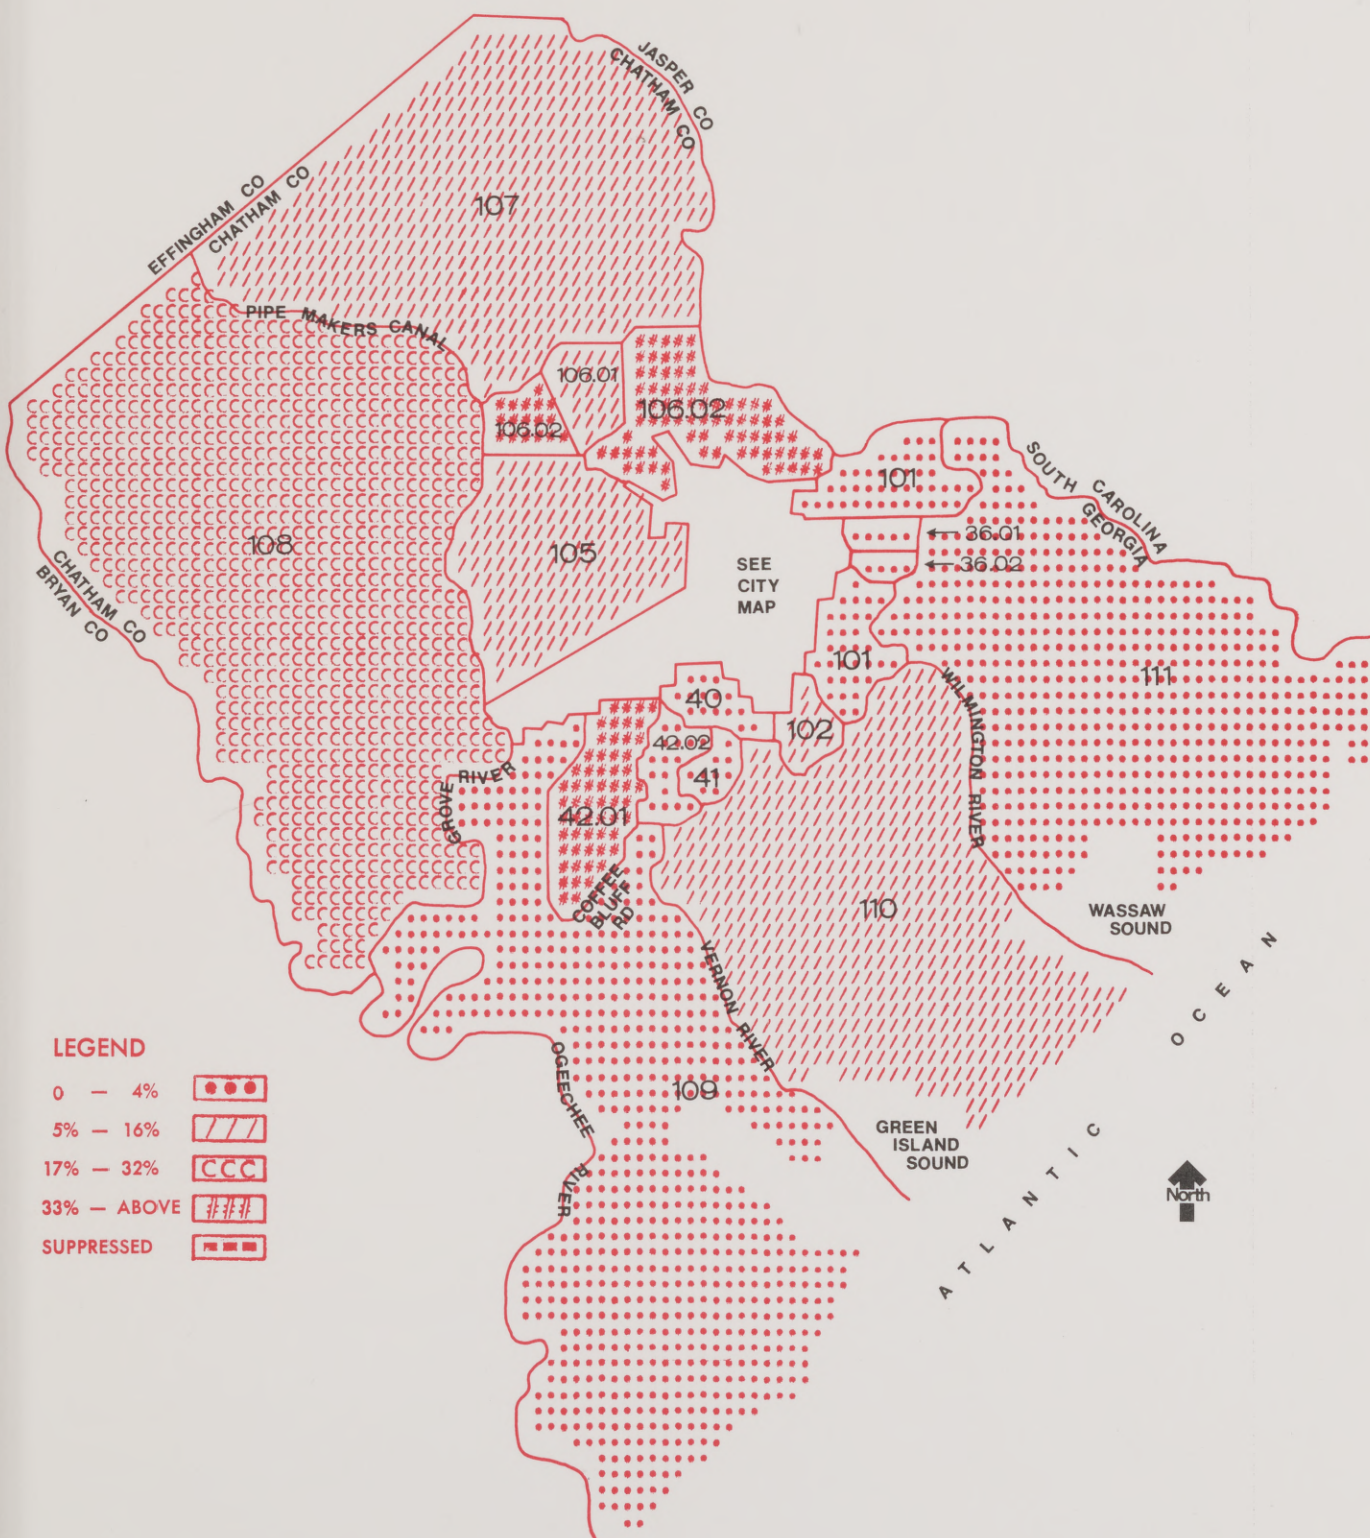 JASPER CO
CHATHAM CO
EFFINGHAM CO
CHATHAM CO
107
PIPE MAKERS CANAL
106.01
106.02
106.02
101
SOUTH CAROLINA
GEORGIA
36.01
36.02
108
105
SEE
CITY
MAP
CHATHAM CO
BRYAN CO
101
111
WILMINGTON RIVER
40
102
42.02
41
GROVE RIVER
42.01
COFFEE
BLUFF
RD
110
WASSAW
SOUND
VERNON RIVER
ATLANTIC OCEAN
OGEECHEE RIVER
109
GREEN
ISLAND
SOUND
North
LEGEND
0 — 4%
5% — 16%
17% — 32%
CCC
33% — ABOVE
SUPPRESSED